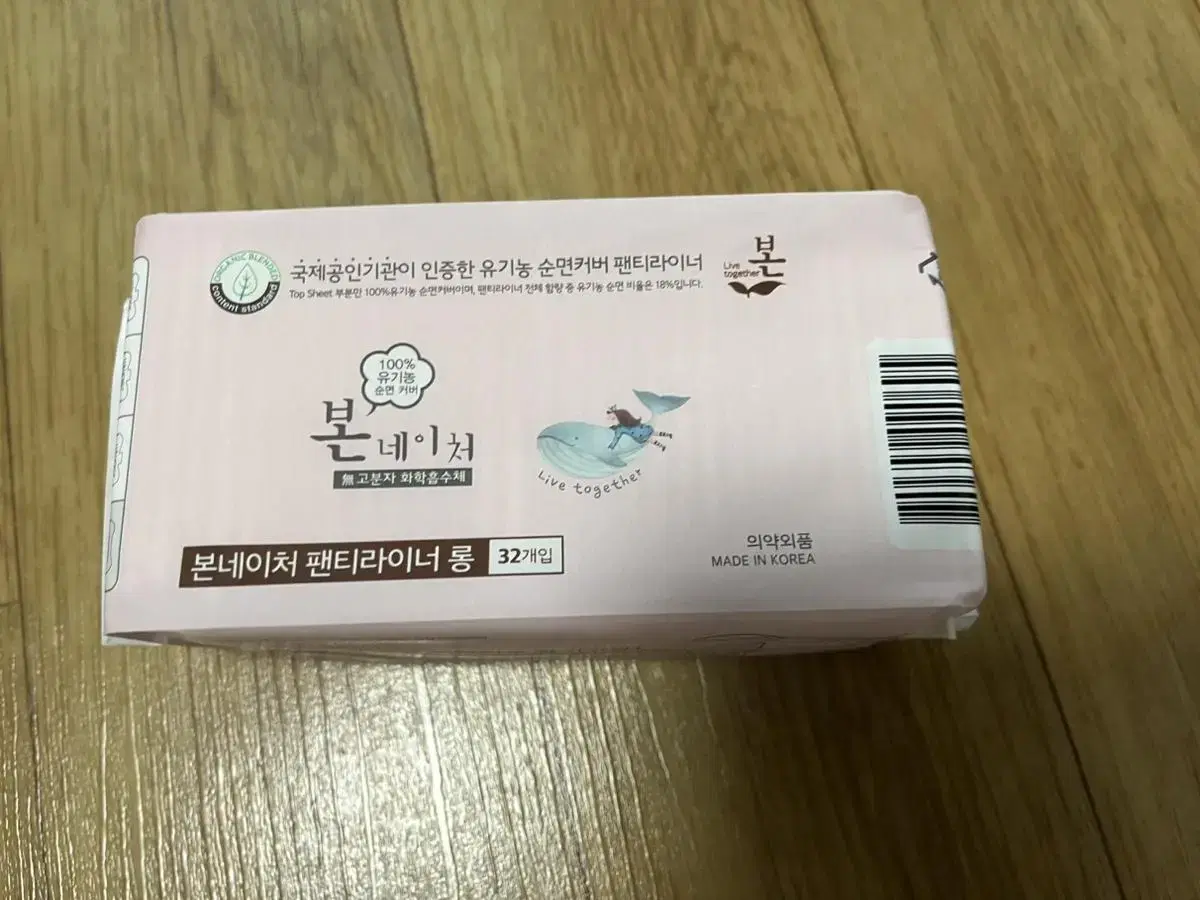 ORGANIC BLENDED
content standard
국제공인기관이 인증한 유기농 순면커버 팬티라이너
Top Sheet 부분만 100%유기농 순면커버이며, 팬티라이너 전체 함량 중 유기농 순면 비율은 18%입니다.
Live
together
본
100%
유기농
순면 커버
본네이처
無고분자 화학흡수체
Live together
본네이처 팬티라이너 롱 32개입
의약외품
MADE IN KOREA